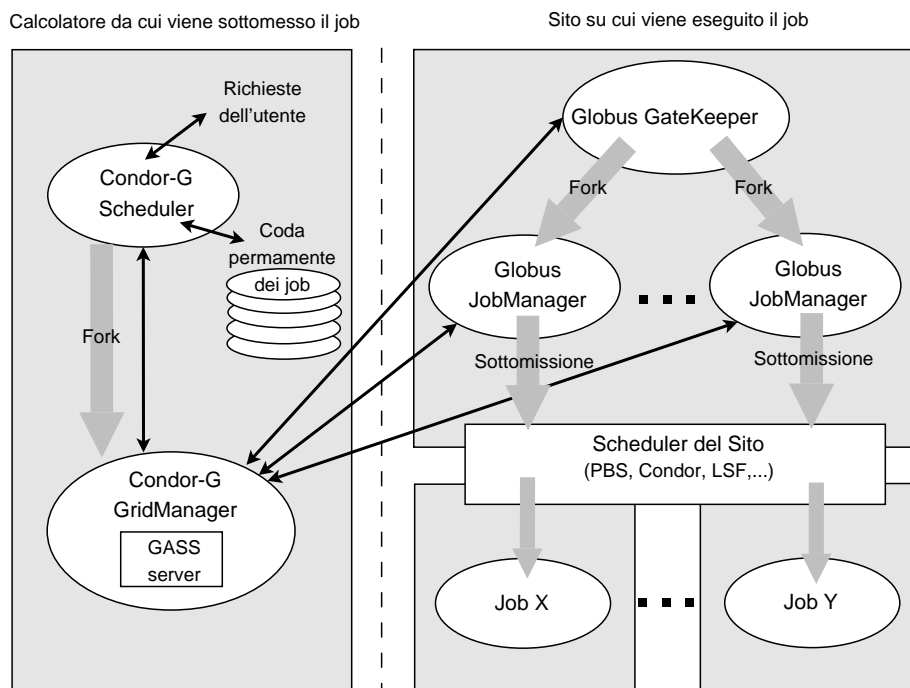 Calcolatore da cui viene sottomesso il job
Sito su cui viene eseguito il job
Richieste
dell'utente
Condor-G
Scheduler
Coda
permamente
dei job
Fork
Condor-G
GridManager
GASS
server
Globus GateKeeper
Fork
Fork
Globus
JobManager
Globus
JobManager
Sottomissione
Sottomissione
Scheduler del Sito
(PBS, Condor, LSF,...)
Job X
Job Y